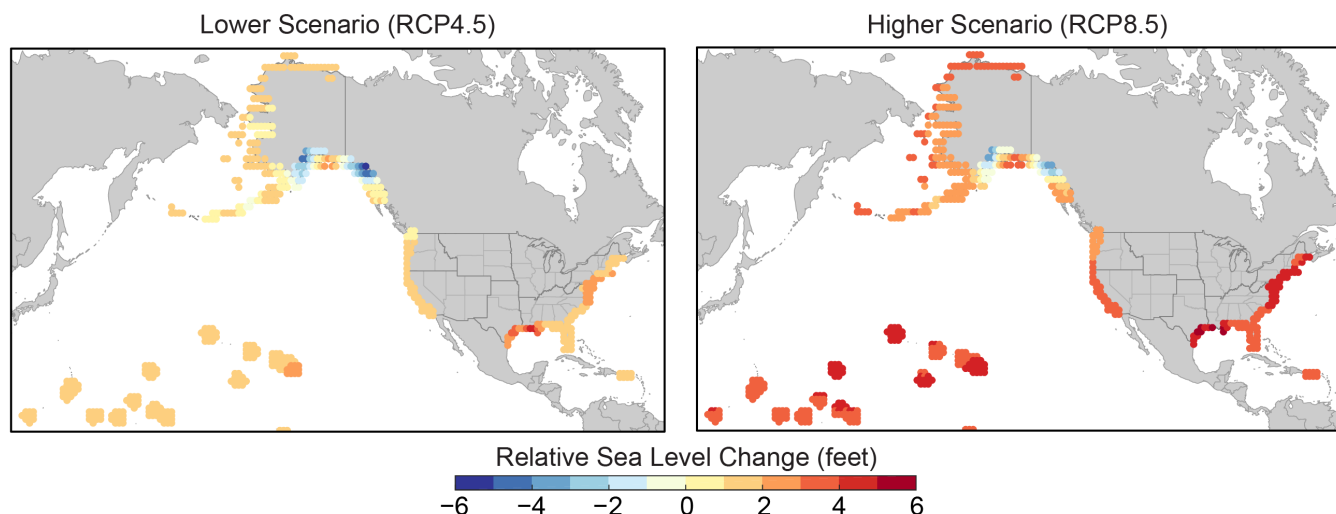 Lower Scenario (RCP4.5)
Higher Scenario (RCP8.5)
Relative Sea Level Change (feet)
−6 −4 −2 0 2 4 6